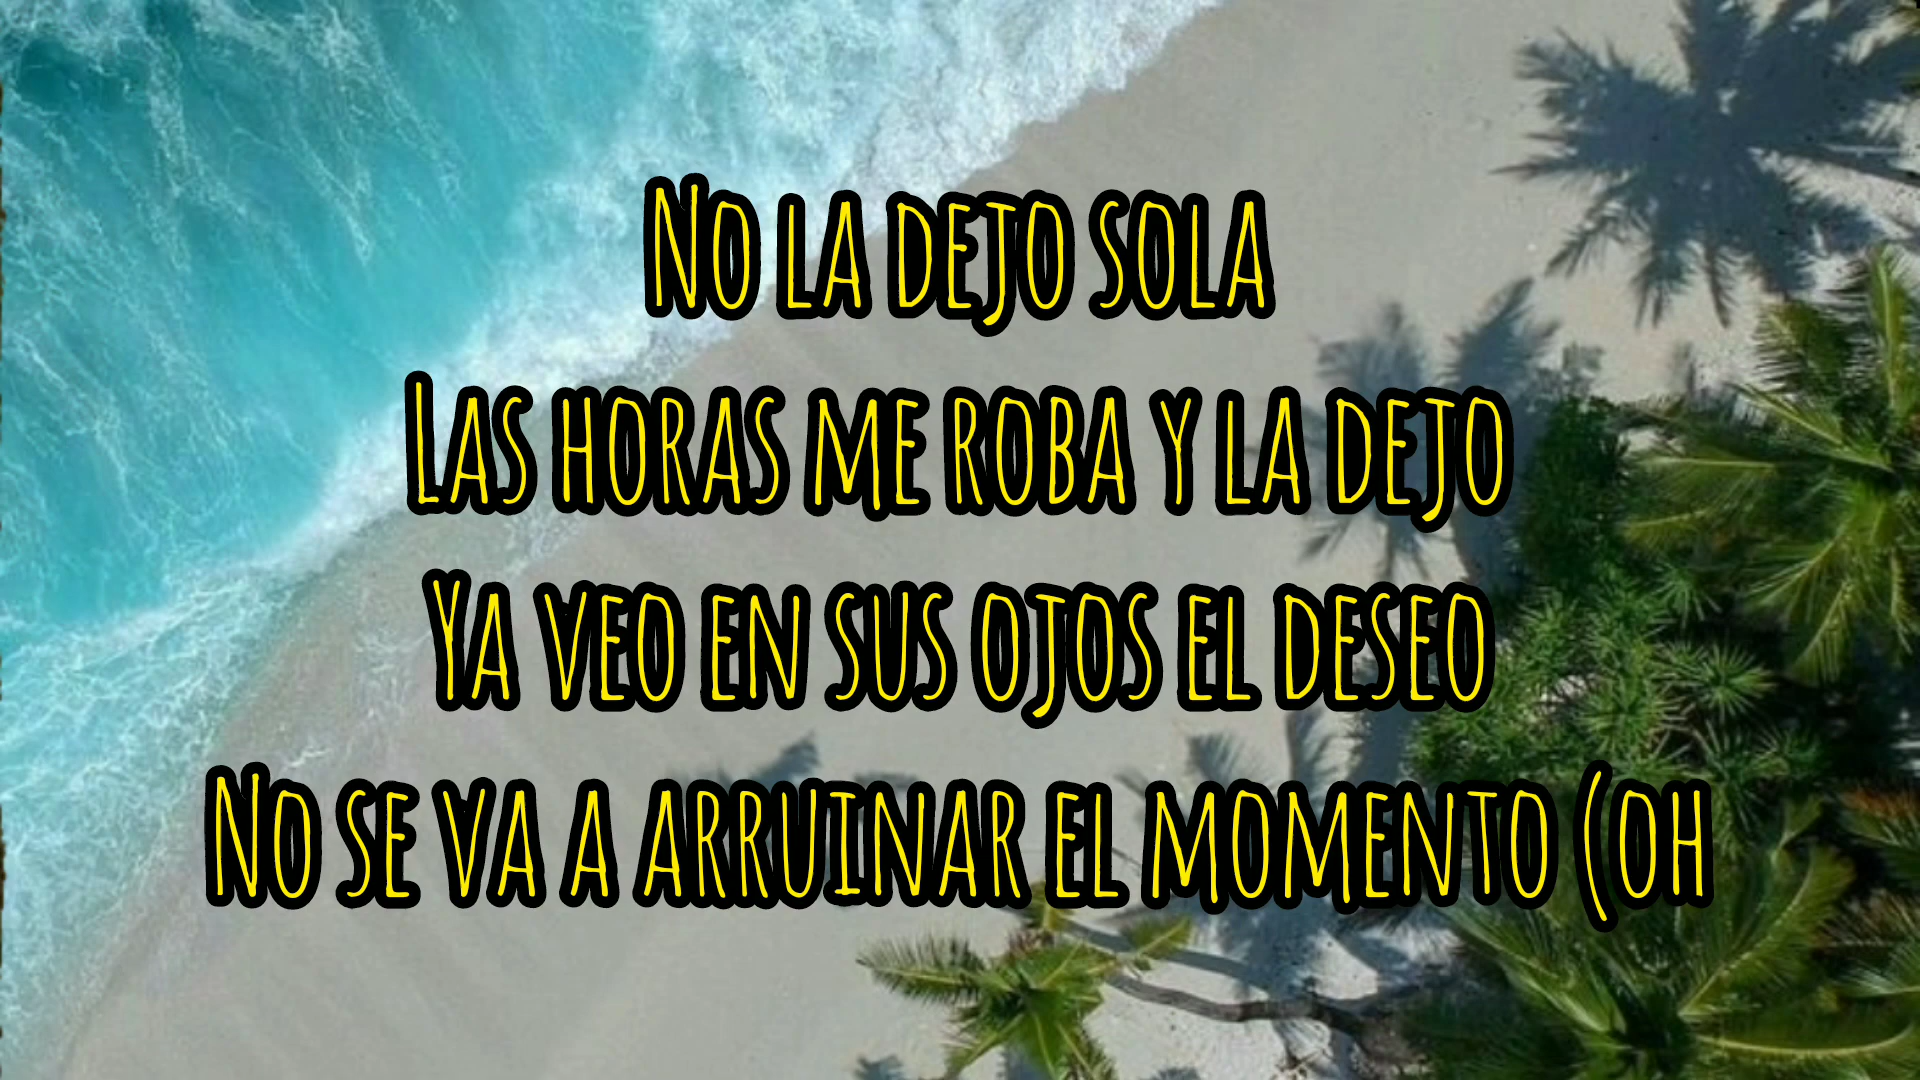 No la dejo sola
Las horas me roba y la dejo
Ya veo en sus ojos el deseo
No se va a arruinar el momento (oh